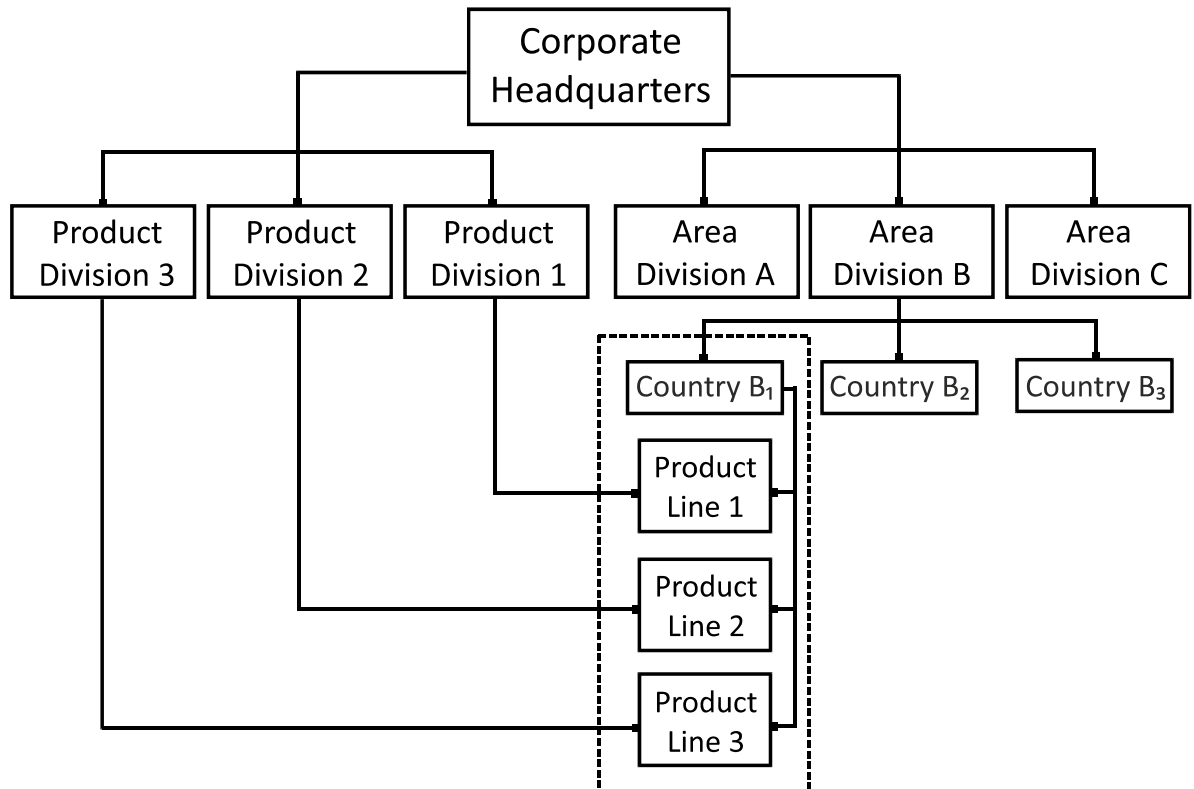 Corporate
Headquarters
Product
Division 3
Product
Division 2
Product
Division 1
Area
Division A
Area
Division B
Area
Division C
Country B₁
Country B₂
Country B₃
Product
Line 1
Product
Line 2
Product
Line 3